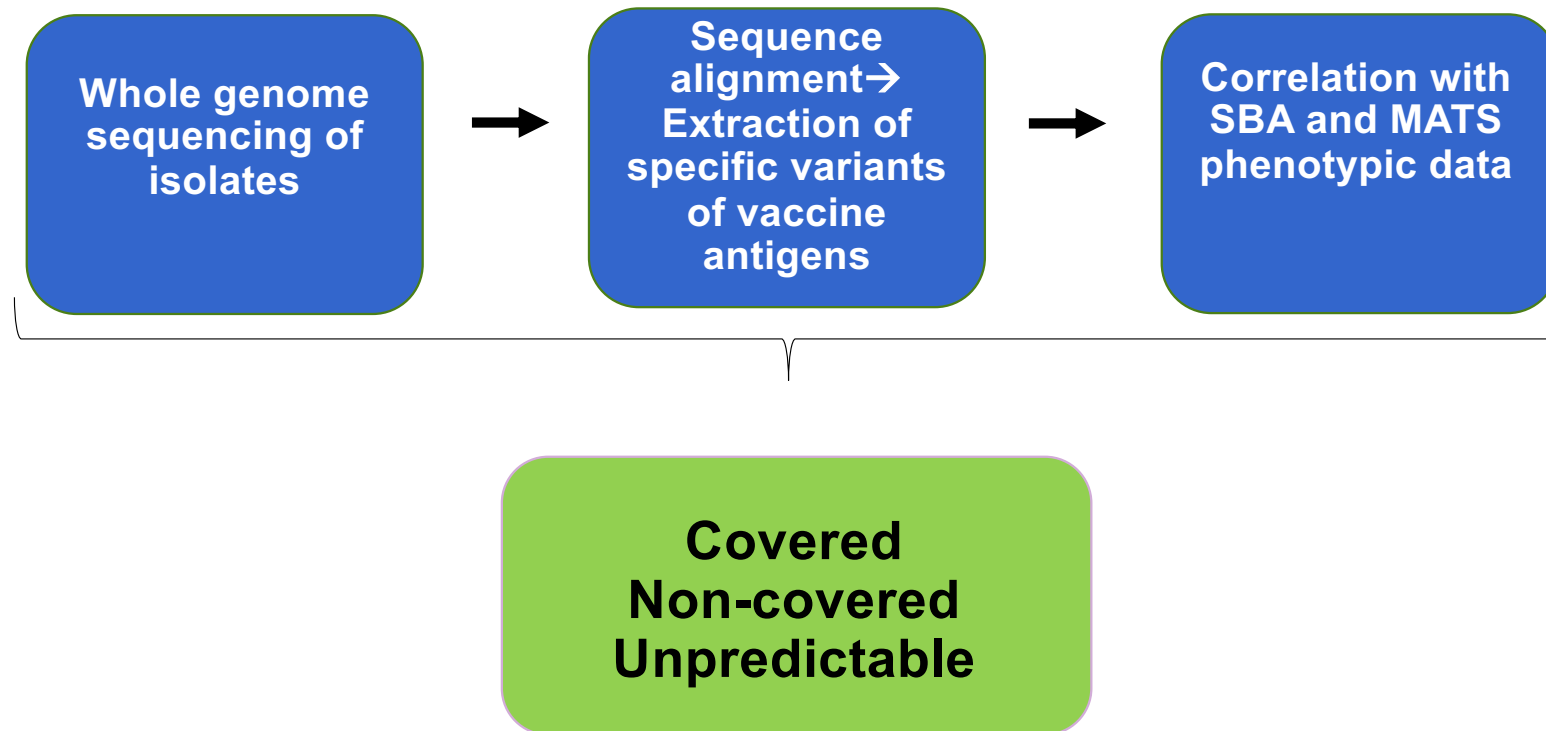 Whole genome
sequencing of
isolates
Sequence
alignment→
Extraction of
specific variants
of vaccine
antigens
Correlation with
SBA and MATS
phenotypic data
Covered
Non-covered
Unpredictable